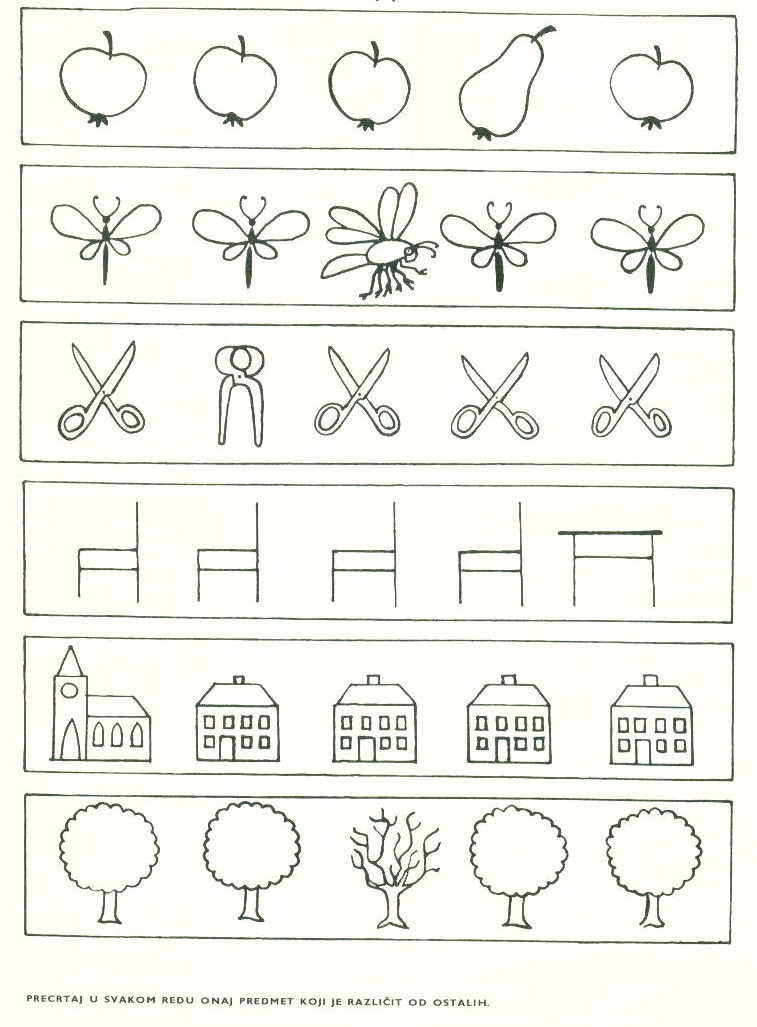 PRECRTAJ U SVAKOM REDU ONAJ PREDMET KOJI JE RAZLIČIT OD OSTALIH.